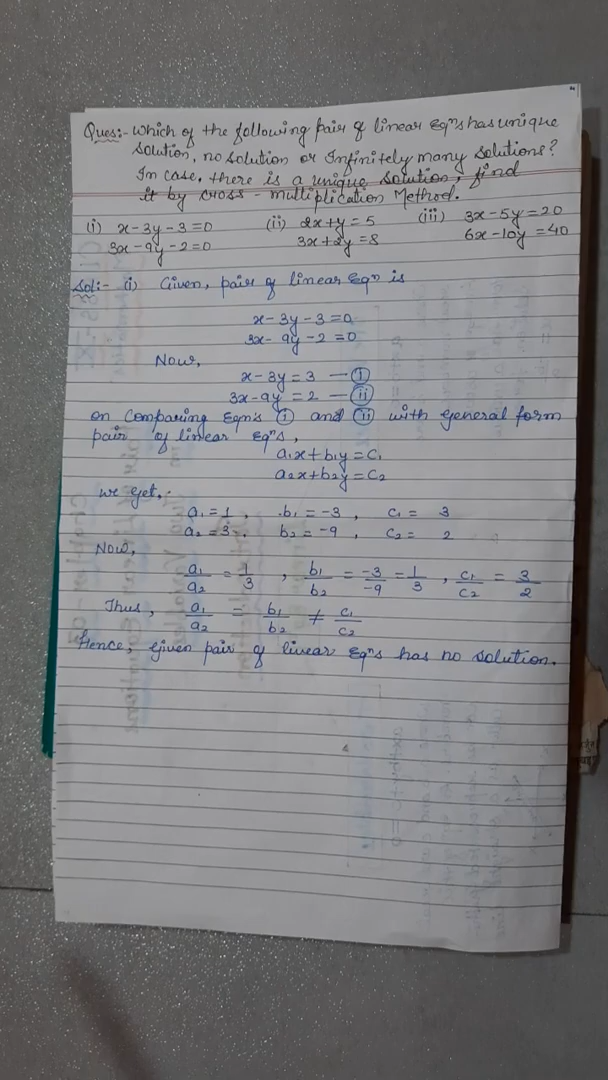 Ques:- Which of the following pair of linear Eqⁿs has unique
solution, no solution or Infinitely many solutions?
In case, there is a unique solution, find
it by cross - multiplication Method.
(i) x-3y-3=0 (ii) 2x+y=5 (iii) 3x-5y=20
3x-9y-2=0 3x+2y=8 6x-10y=40
Sol:- (i) Given, pair of linear Eqⁿ is
x-3y-3=0
3x-9y-2=0
Now,
x-3y=3 —(i)
3x-9y=2 —(ii)
on comparing Eqn's (i) and (ii) with general form
pair of linear Eqⁿs,
a₁x+b₁y=c₁
a₂x+b₂y=c₂
we get,
a₁=1, b₁=-3, c₁= 3
a₂=3, b₂=-9, c₂= 2
Now,
a₁/a₂ = 1/3, b₁/b₂ = -3/-9 = 1/3, c₁/c₂ = 3/2
Thus, a₁/a₂ = b₁/b₂ ≠ c₁/c₂
Hence, given pair of linear Eqⁿs has no solution.